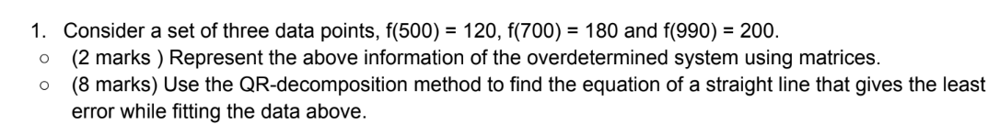 1. Consider a set of three data points, f(500) = 120, f(700) = 180 and f(990) = 200.
○ (2 marks ) Represent the above information of the overdetermined system using matrices.
○ (8 marks) Use the QR-decomposition method to find the equation of a straight line that gives the least
error while fitting the data above.